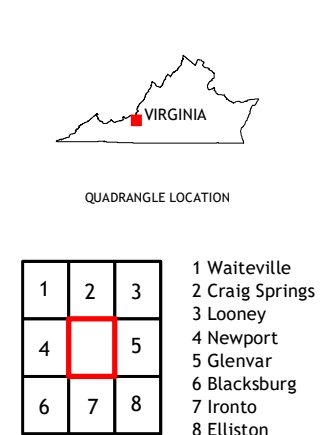 VIRGINIA
QUADRANGLE LOCATION
1 2 3
4 5
6 7 8
1 Waiteville
2 Craig Springs
3 Looney
4 Newport
5 Glenvar
6 Blacksburg
7 Ironto
8 Elliston